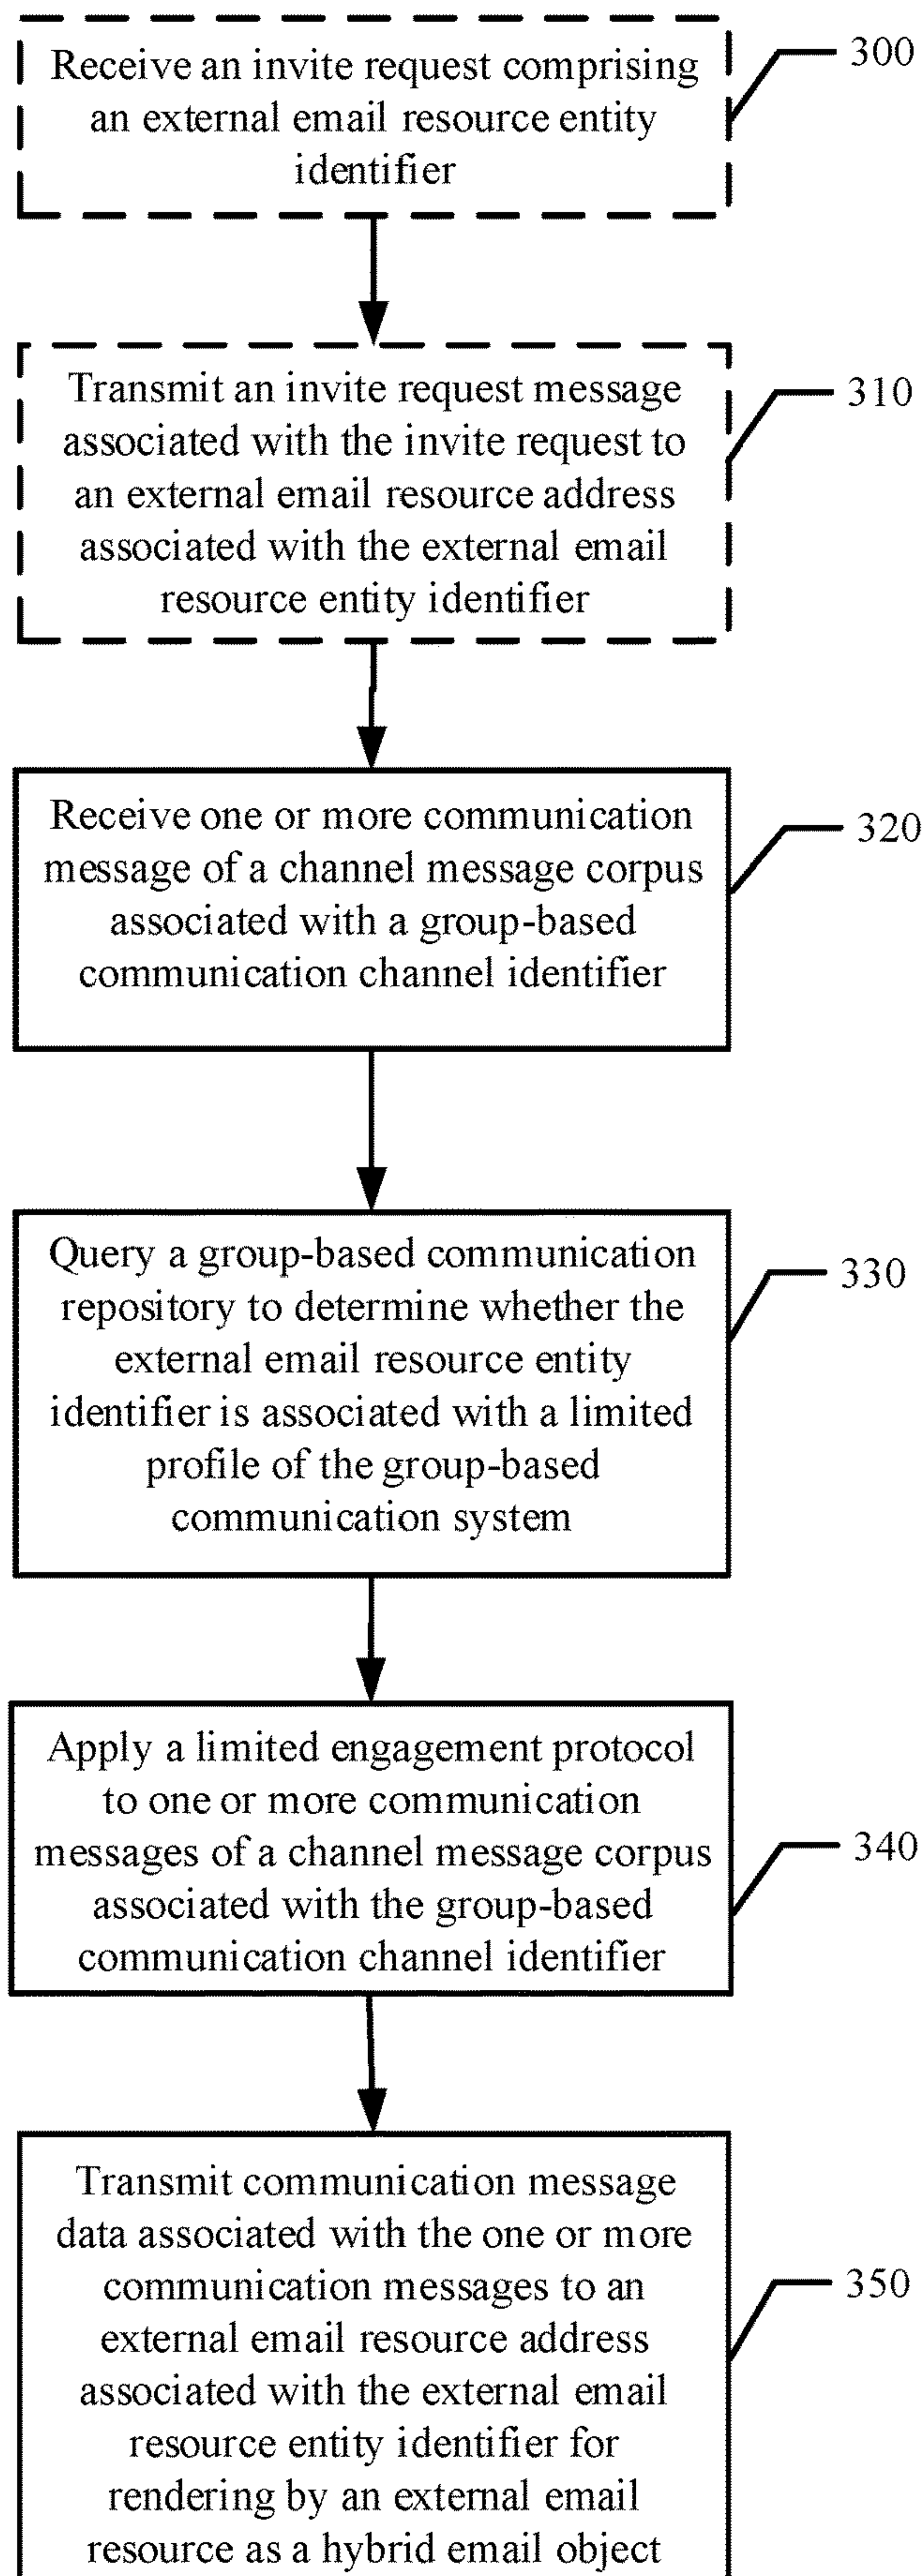 Receive an invite request comprising
an external email resource entity
identifier
300
Transmit an invite request message
associated with the invite request to
an external email resource address
associated with the external email
resource entity identifier
310
Receive one or more communication
message of a channel message corpus
associated with a group-based
communication channel identifier
320
Query a group-based communication
repository to determine whether the
external email resource entity
identifier is associated with a limited
profile of the group-based
communication system
330
Apply a limited engagement protocol
to one or more communication
messages of a channel message corpus
associated with the group-based
communication channel identifier
340
Transmit communication message
data associated with the one or more
communication messages to an
external email resource address
associated with the external email
resource entity identifier for
rendering by an external email
resource as a hybrid email object
350